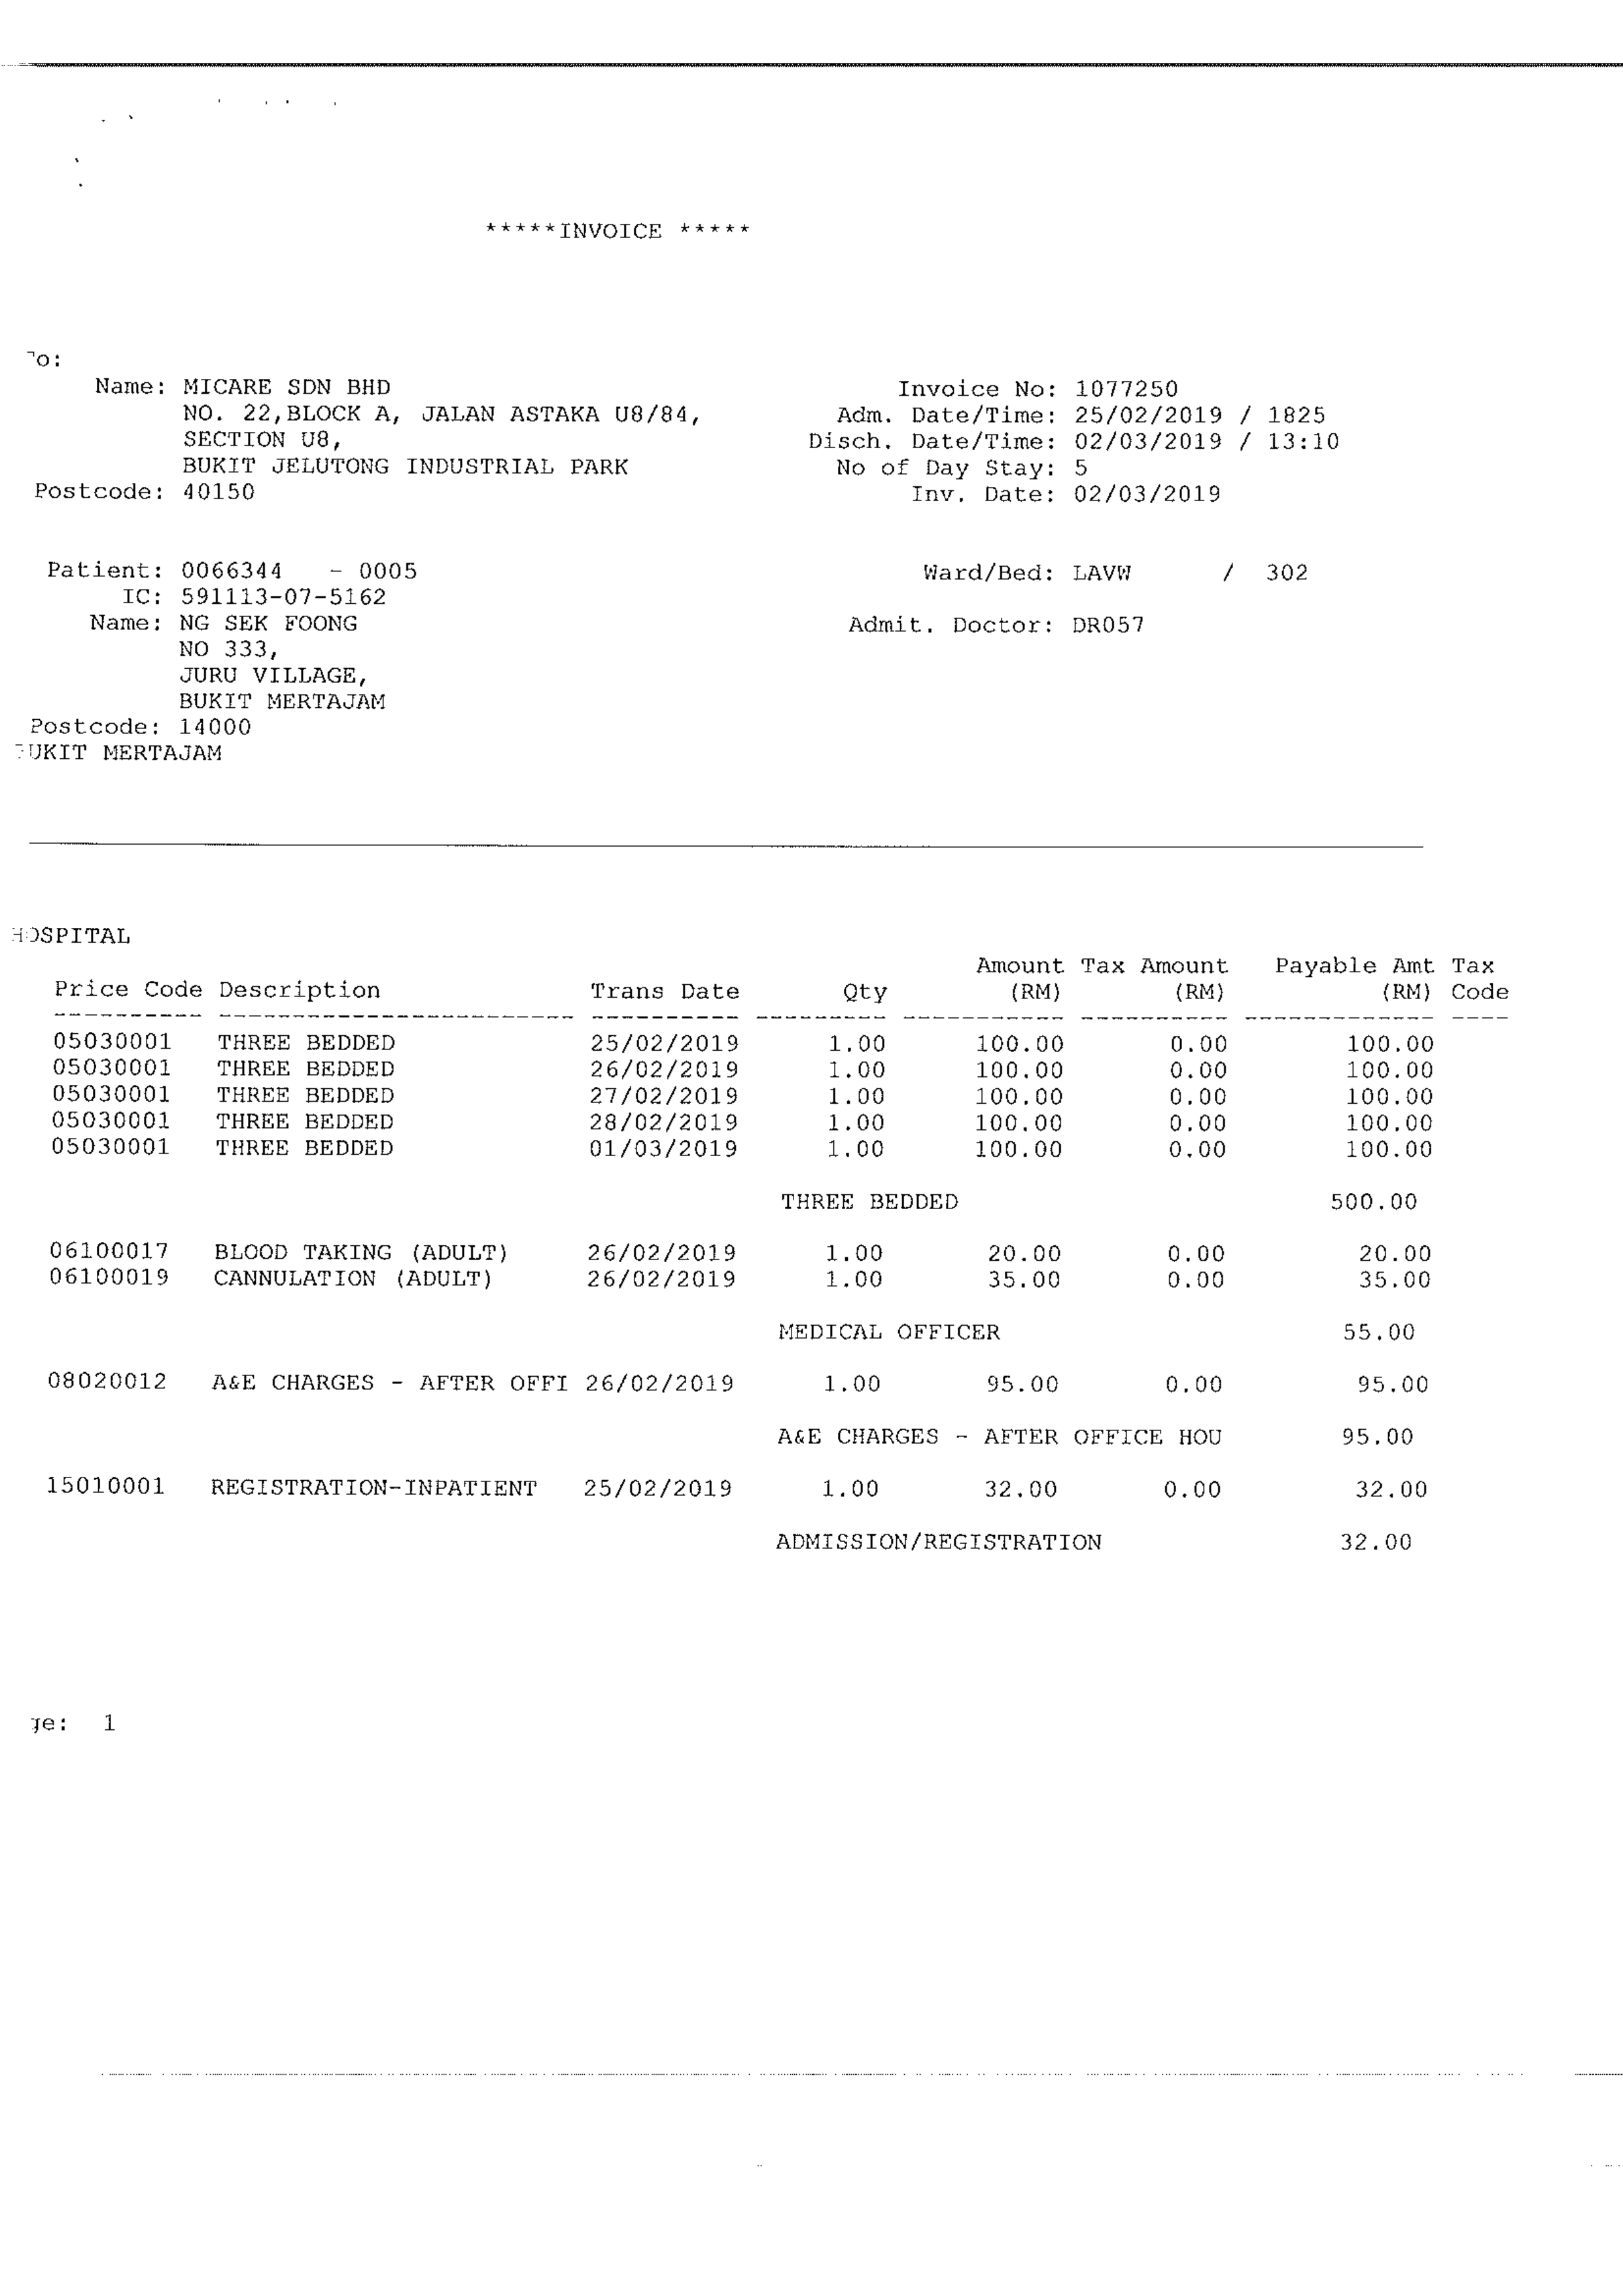 *****INVOICE *****
To:
Name: MICARE SDN BHD
NO. 22,BLOCK A, JALAN ASTAKA U8/84,
SECTION U8,
BUKIT JELUTONG INDUSTRIAL PARK
Postcode: 40150
Invoice No: 1077250
Adm. Date/Time: 25/02/2019 / 1825
Disch. Date/Time: 02/03/2019 / 13:10
No of Day Stay: 5
Inv. Date: 02/03/2019
Patient: 0066344 - 0005
IC: 591113-07-5162
Name: NG SEK FOONG
NO 333,
JURU VILLAGE,
BUKIT MERTAJAM
Postcode: 14000
BUKIT MERTAJAM
Ward/Bed: LAVW / 302
Admit. Doctor: DR057
HOSPITAL
Amount Tax Amount Payable Amt Tax
Price Code Description Trans Date Qty (RM) (RM) (RM) Code
05030001 THREE BEDDED 25/02/2019 1.00 100.00 0.00 100.00
05030001 THREE BEDDED 26/02/2019 1.00 100.00 0.00 100.00
05030001 THREE BEDDED 27/02/2019 1.00 100.00 0.00 100.00
05030001 THREE BEDDED 28/02/2019 1.00 100.00 0.00 100.00
05030001 THREE BEDDED 01/03/2019 1.00 100.00 0.00 100.00
THREE BEDDED 500.00
06100017 BLOOD TAKING (ADULT) 26/02/2019 1.00 20.00 0.00 20.00
06100019 CANNULATION (ADULT) 26/02/2019 1.00 35.00 0.00 35.00
MEDICAL OFFICER 55.00
08020012 A&E CHARGES - AFTER OFFI 26/02/2019 1.00 95.00 0.00 95.00
A&E CHARGES - AFTER OFFICE HOU 95.00
15010001 REGISTRATION-INPATIENT 25/02/2019 1.00 32.00 0.00 32.00
ADMISSION/REGISTRATION 32.00
ge: 1